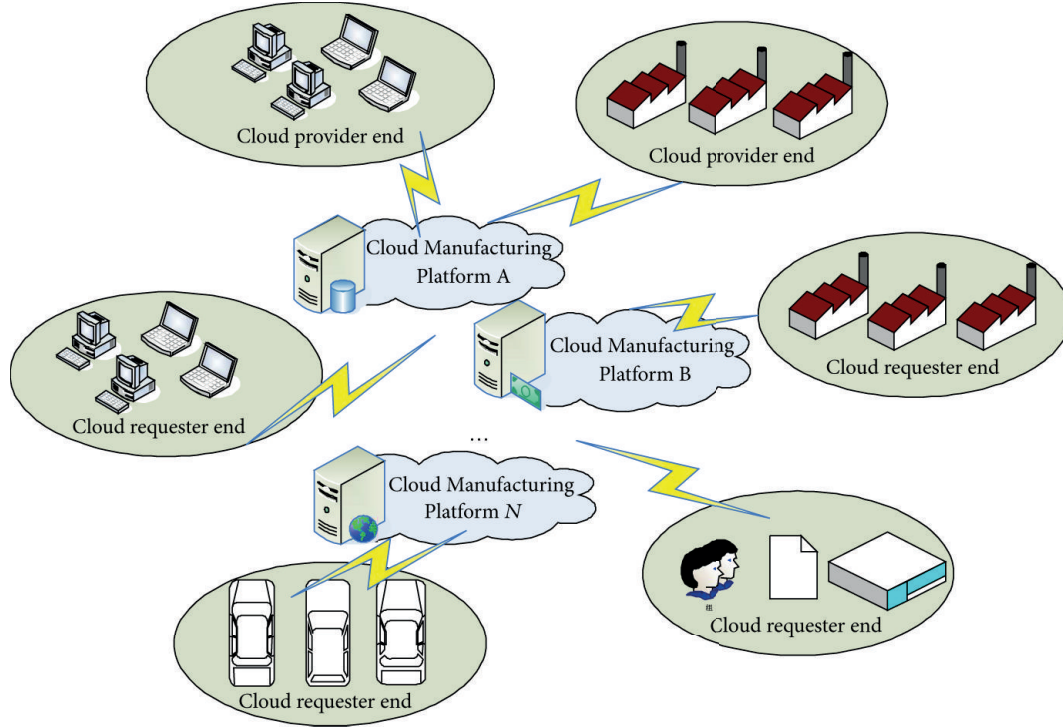 Cloud provider end
Cloud provider end
Cloud Manufacturing
Platform A
Cloud Manufacturing
Platform B
Cloud requester end
Cloud requester end
...
Cloud Manufacturing
Platform N
Cloud requester end
组
Cloud requester end